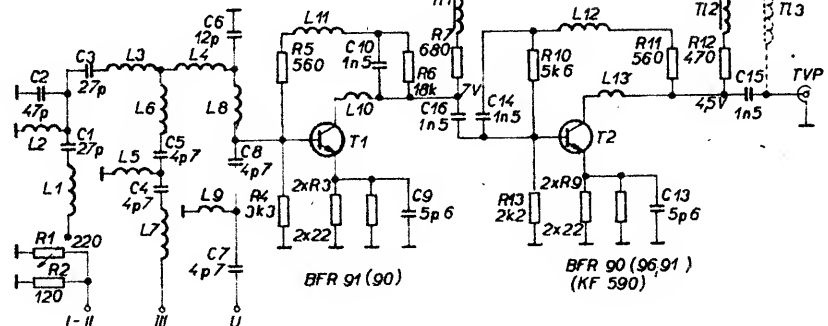 C6
12p
L11
Tl1
L12
Tl2
Tl3
C3
27p
L3
L4
R5
560
C10
1n5
R6
18k
R7
680
R10
5k6
R11
560
R12
470
C2
47p
L6
L8
L10
7V
C16
1n5
C14
1n5
L13
4,5V
C15
1n5
TVP
L2
C1
27p
C5
4p7
C8
4p7
T1
T2
L5
C4
4p7
L1
L9
R4
3k3
2xR3
2x22
C9
5p6
R13
2k2
2xR9
2x22
C13
5p6
L7
220
R1
R2
120
C7
4p7
BFR 91 (90)
BFR 90 (96,91)
(KF 590)
I-II
III
U